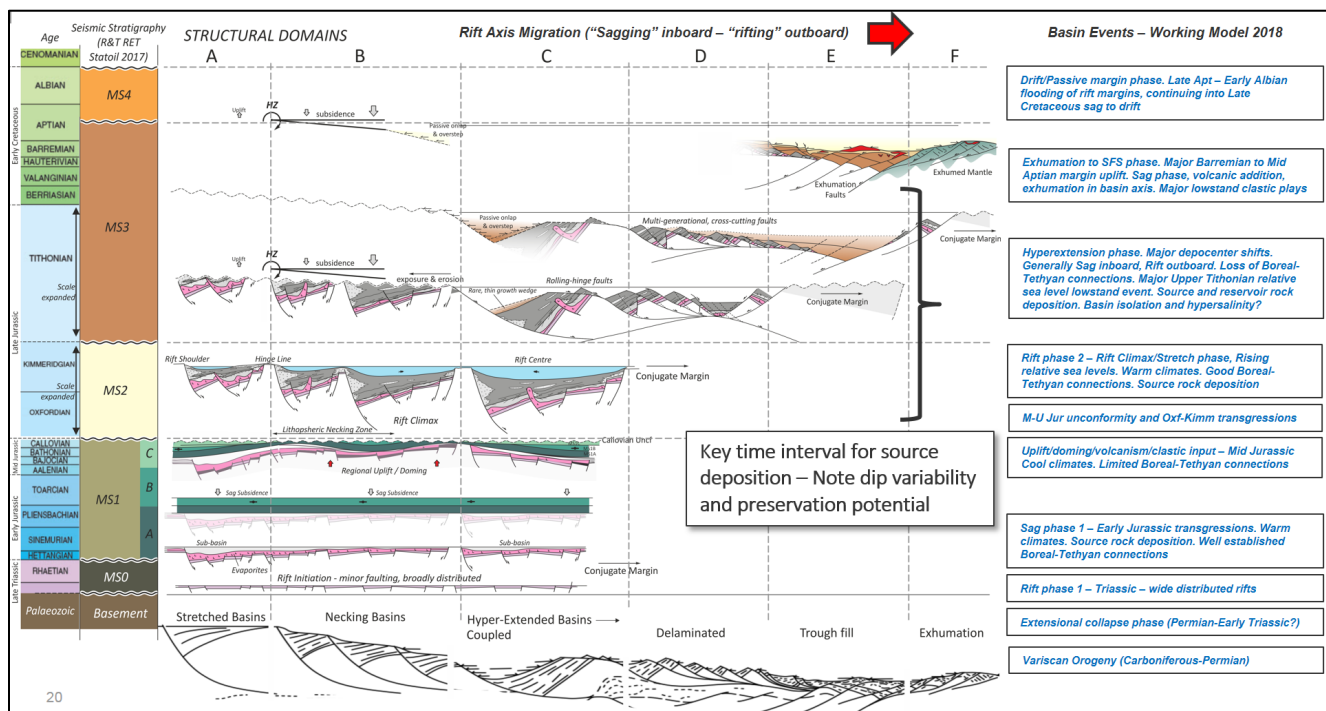 Seismic Stratigraphy
(R&T RET
Statoil 2017)
Age
STRUCTURAL DOMAINS
Rift Axis Migration ("Sagging" inboard – "rifting" outboard)
Basin Events – Working Model 2018
A
B
C
D
E
F
CENOMANIAN
ALBIAN
APTIAN
BARREMIAN
HAUTERIVIAN
VALANGINIAN
BERRIASIAN
TITHONIAN
Scale
expanded
KIMMERIDGIAN
Scale
expanded
OXFORDIAN
CALLOVIAN
BATHONIAN
BAJOCIAN
AALENIAN
TOARCIAN
PLIENSBACHIAN
SINEMURIAN
HETTANGIAN
RHAETIAN
Palaeozoic
Early Cretaceous
Late Jurassic
Mid Jurassic
Early Jurassic
Late Triassic
MS4
MS3
MS2
MS1
C
B
A
MS0
Basement
Uplift
HZ
subsidence
Passive onlap
& overstep
Exhumation
Faults
Exhumed Mantle
Passive onlap
& overstep
Multi-generational, cross-cutting faults
Conjugate
Margin
Uplift
HZ
subsidence
exposure & erosion
Rolling-hinge faults
Rare, thin growth wedge
Conjugate
Margin
Rift Shoulder
Hinge Line
Rift Centre
Conjugate Margin
Rift Climax
Lithopsheric Necking Zone
Callovian Uncf
Regional Uplift / Doming
Sag Subsidence
Sag Subsidence
Sub-basin
Sub-basin
Evaporites
Conjugate Margin
Rift Initiation - minor faulting, broadly distributed
Key time interval for source
deposition – Note dip variability
and preservation potential
Stretched Basins
Necking Basins
Hyper-Extended Basins
Coupled
Delaminated
Trough fill
Exhumation
Drift/Passive margin phase. Late Apt – Early Albian
flooding of rift margins, continuing into Late
Cretaceous sag to drift
Exhumation to SFS phase. Major Barremian to Mid
Aptian margin uplift. Sag phase, volcanic addition,
exhumation in basin axis. Major lowstand clastic plays
Hyperextension phase. Major depocenter shifts.
Generally Sag inboard, Rift outboard. Loss of Boreal-
Tethyan connections. Major Upper Tithonian relative
sea level lowstand event. Source and reservoir rock
deposition. Basin isolation and hypersalinity?
Rift phase 2 – Rift Climax/Stretch phase, Rising
relative sea levels. Warm climates. Good Boreal-
Tethyan connections. Source rock deposition
M-U Jur unconformity and Oxf-Kimm transgressions
Uplift/doming/volcanism/clastic input – Mid Jurassic
Cool climates. Limited Boreal-Tethyan connections
Sag phase 1 – Early Jurassic transgressions. Warm
climates. Source rock deposition. Well established
Boreal-Tethyan connections
Rift phase 1 - Triassic – wide distributed rifts
Extensional collapse phase (Permian-Early Triassic?)
Variscan Orogeny (Carboniferous-Permian)
20